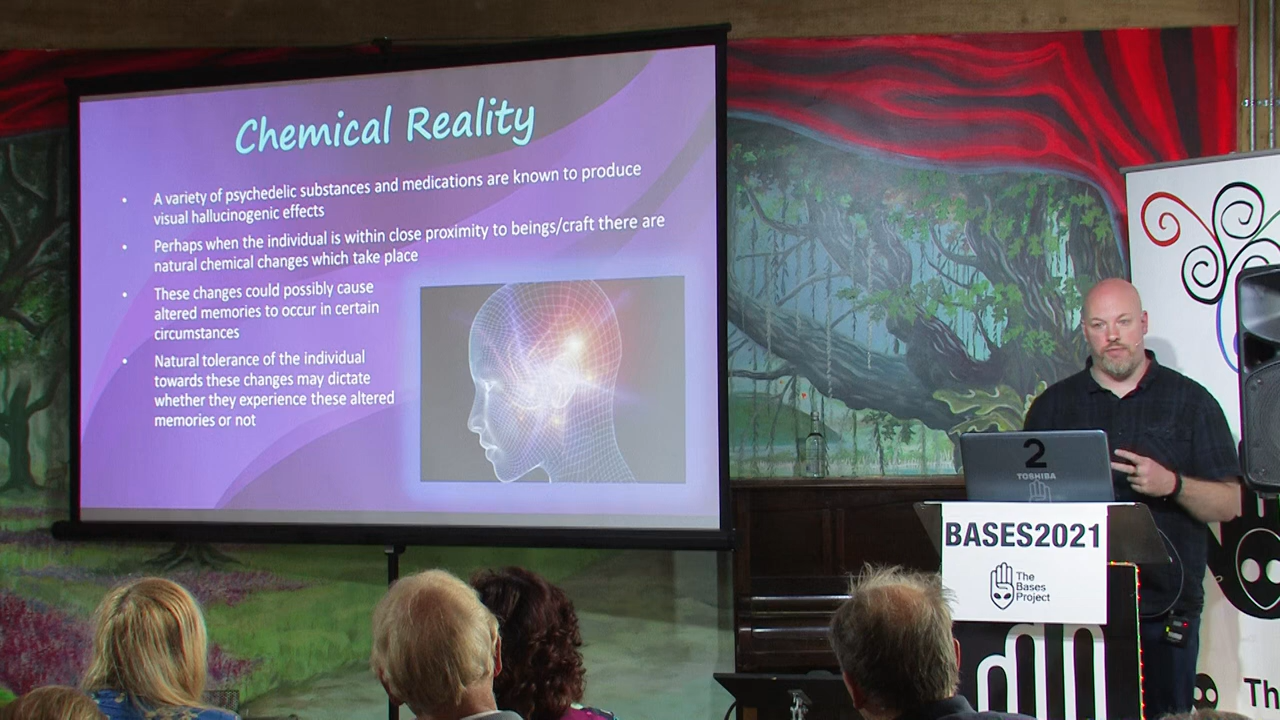 Chemical Reality
• A variety of psychedelic substances and medications are known to produce
visual hallucinogenic effects
• Perhaps when the individual is within close proximity to beings/craft there are
natural chemical changes which take place
• These changes could possibly cause
altered memories to occur in certain
circumstances
• Natural tolerance of the individual
towards these changes may dictate
whether they experience these altered
memories or not
2
TOSHIBA
BASES2021
The
Bases
Project
Th